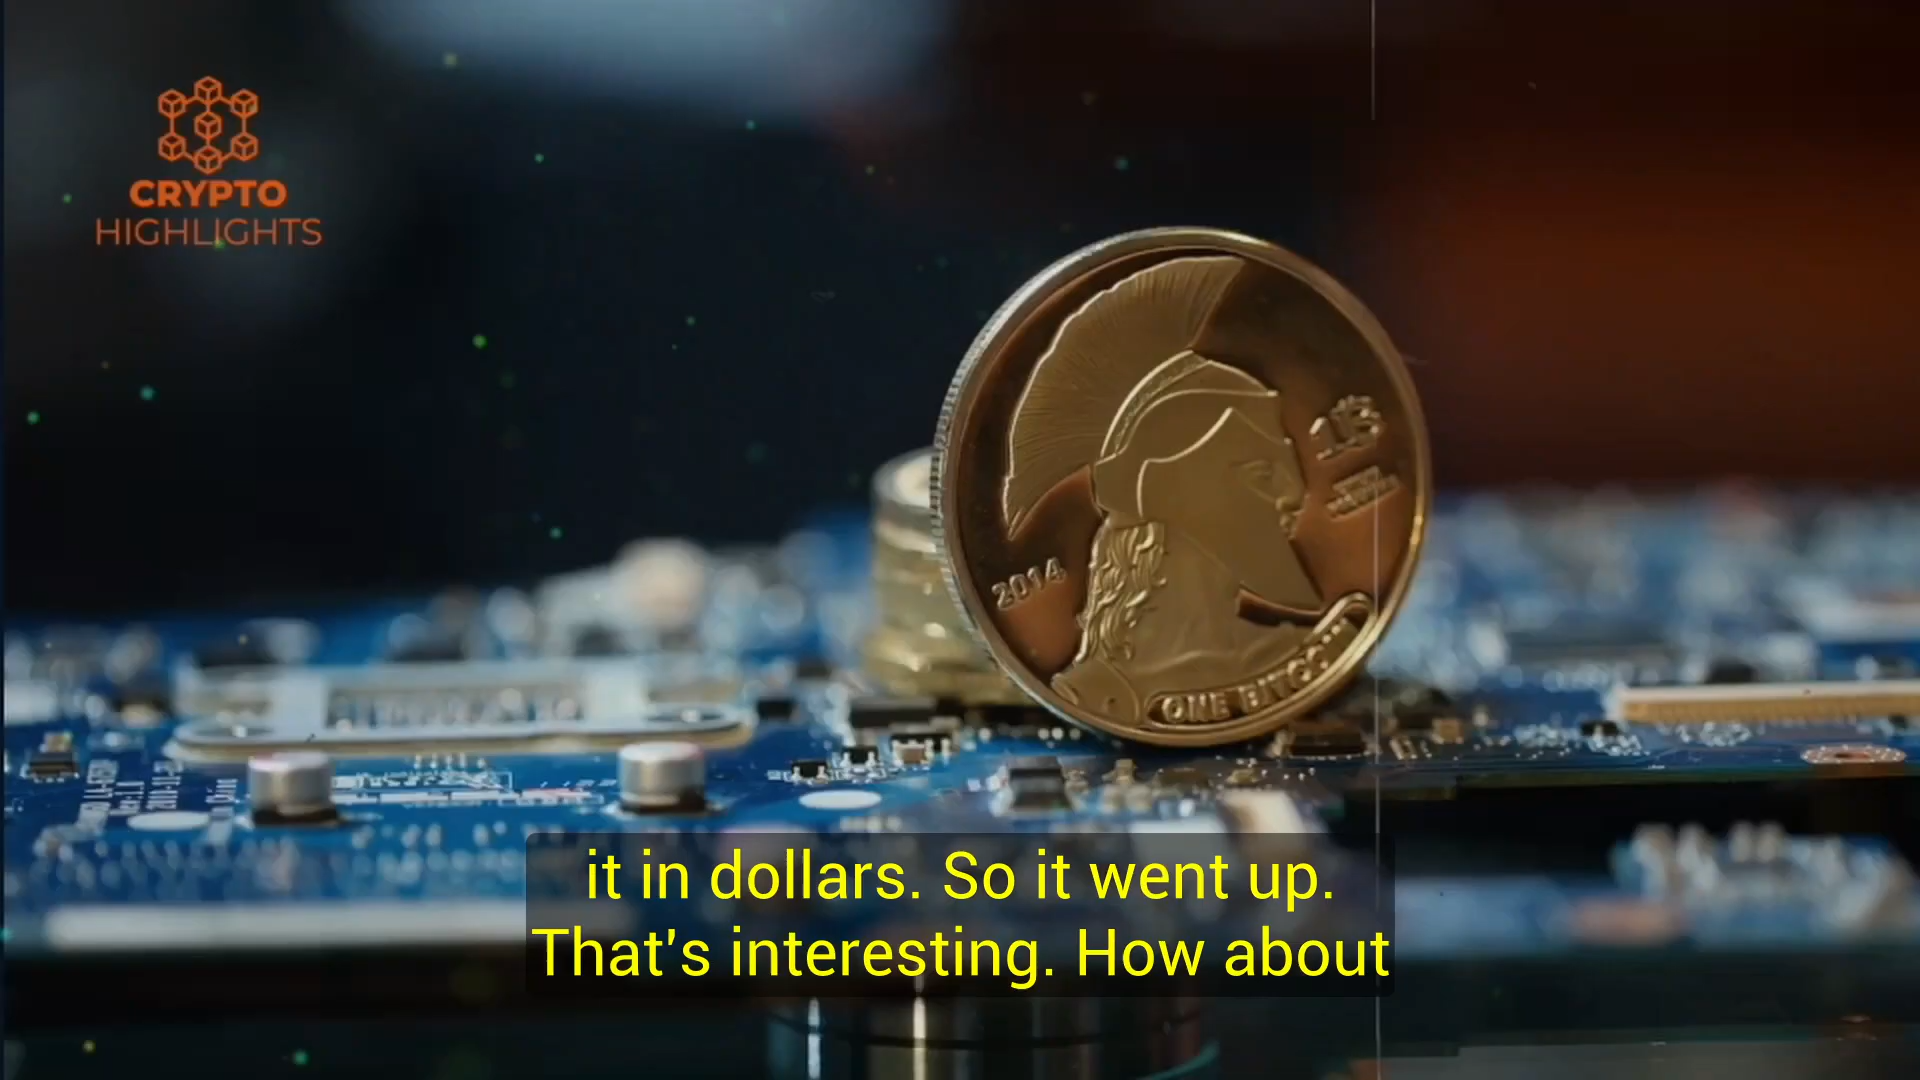 CRYPTO
HIGHLIGHTS
2014
ONE BITCOIN
it in dollars. So it went up.
That's interesting. How about